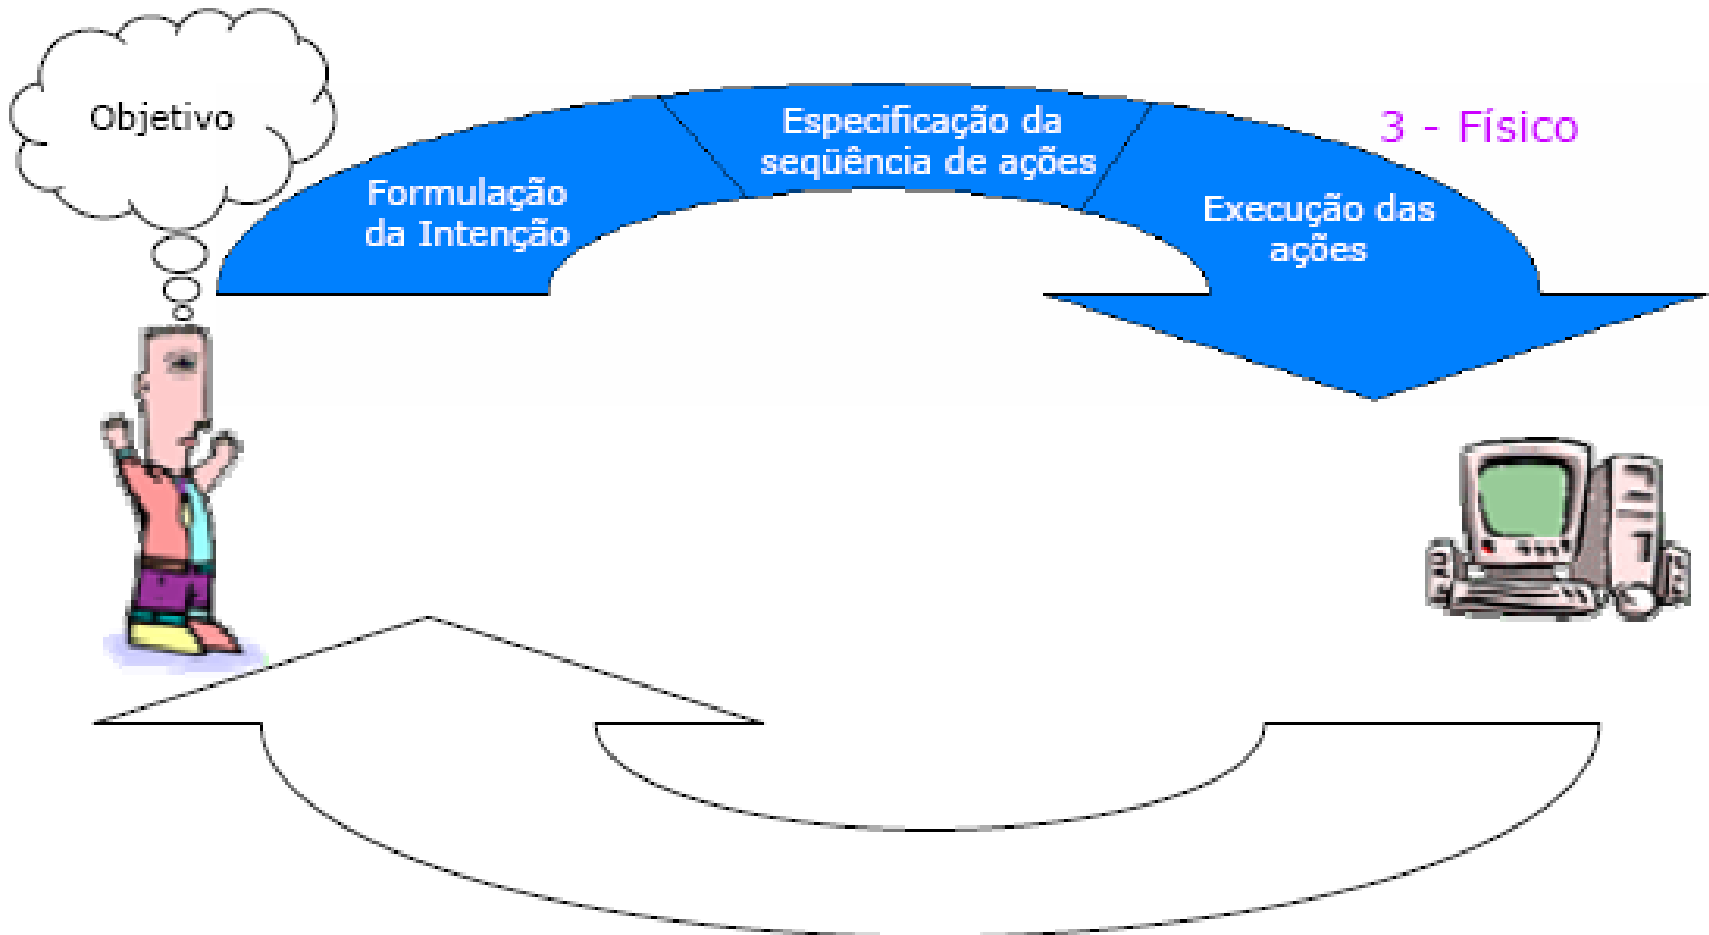 Objetivo
Formulação
da Intenção
Especificação da
seqüência de ações
3 - Físico
Execução das
ações